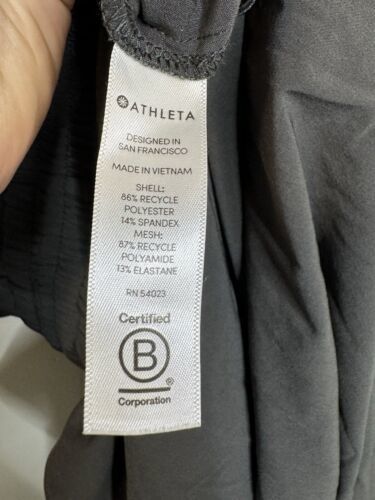 ATHLETA
DESIGNED IN
SAN FRANCISCO
MADE IN VIETNAM
SHELL:
86% RECYCLE
POLYESTER
14% SPANDEX
MESH:
87% RECYCLE
POLYAMIDE
13% ELASTANE
RN 54023
Certified
B
®
Corporation